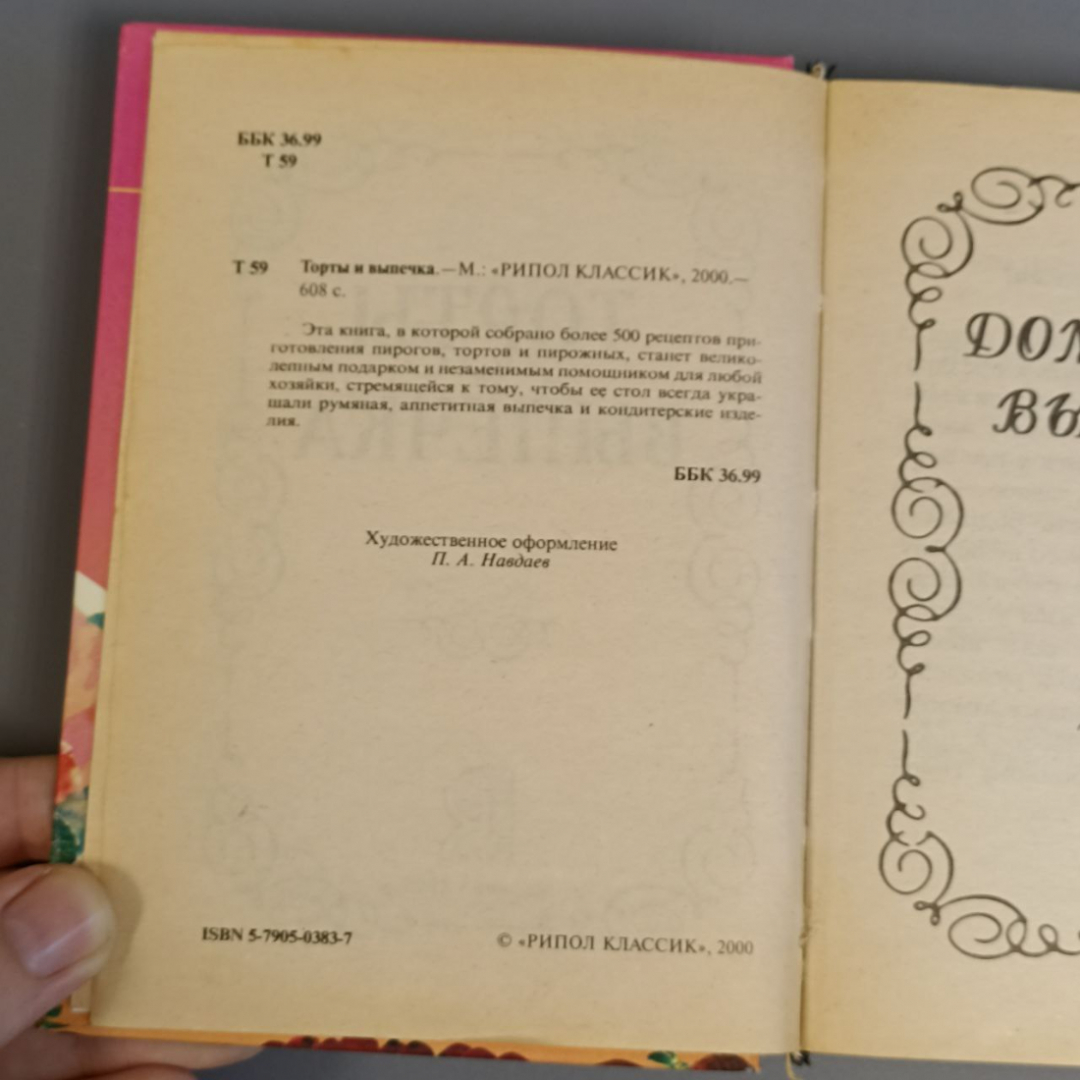 ББК 36.99
Т 59
Т 59 Торты и выпечка.—М.: «РИПОЛ КЛАССИК», 2000.—
608 с.
Эта книга, в которой собрано более 500 рецептов при-
готовления пирогов, тортов и пирожных, станет велико-
лепным подарком и незаменимым помощником для любой
хозяйки, стремящейся к тому, чтобы ее стол всегда укра-
шали румяная, аппетитная выпечка и кондитерские изде-
лия.
ББК 36.99
Художественное оформление
П. А. Навдаев
ISBN 5-7905-0383-7
© «РИПОЛ КЛАССИК», 2000